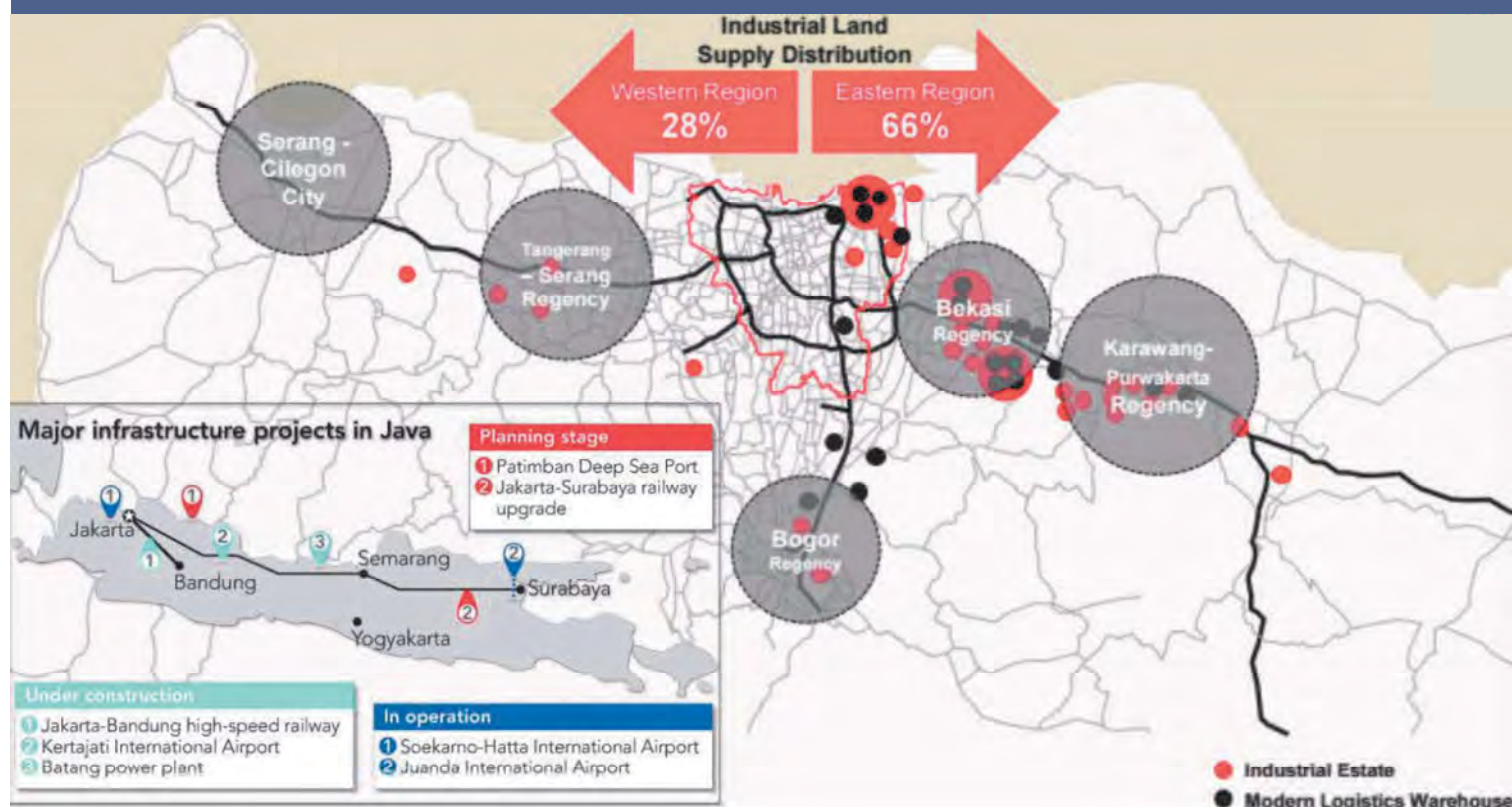 Industrial Land
Supply Distribution
Western Region
28%
Eastern Region
66%
Serang -
Cilegon
City
Tangerang
– Serang
Regency
Bekasi
Regency
Karawang-
Purwakarta
Regency
Bogor
Regency
Major infrastructure projects in Java
Planning stage
1 Patimban Deep Sea Port
2 Jakarta-Surabaya railway
upgrade
1
1
Jakarta
2
3
1
Bandung
Semarang
2
Surabaya
2
Yogyakarta
Under construction
1 Jakarta-Bandung high-speed railway
2 Kertajati International Airport
3 Batang power plant
In operation
1 Soekarno-Hatta International Airport
2 Juanda International Airport
Industrial Estate
Modern Logistics Warehouse